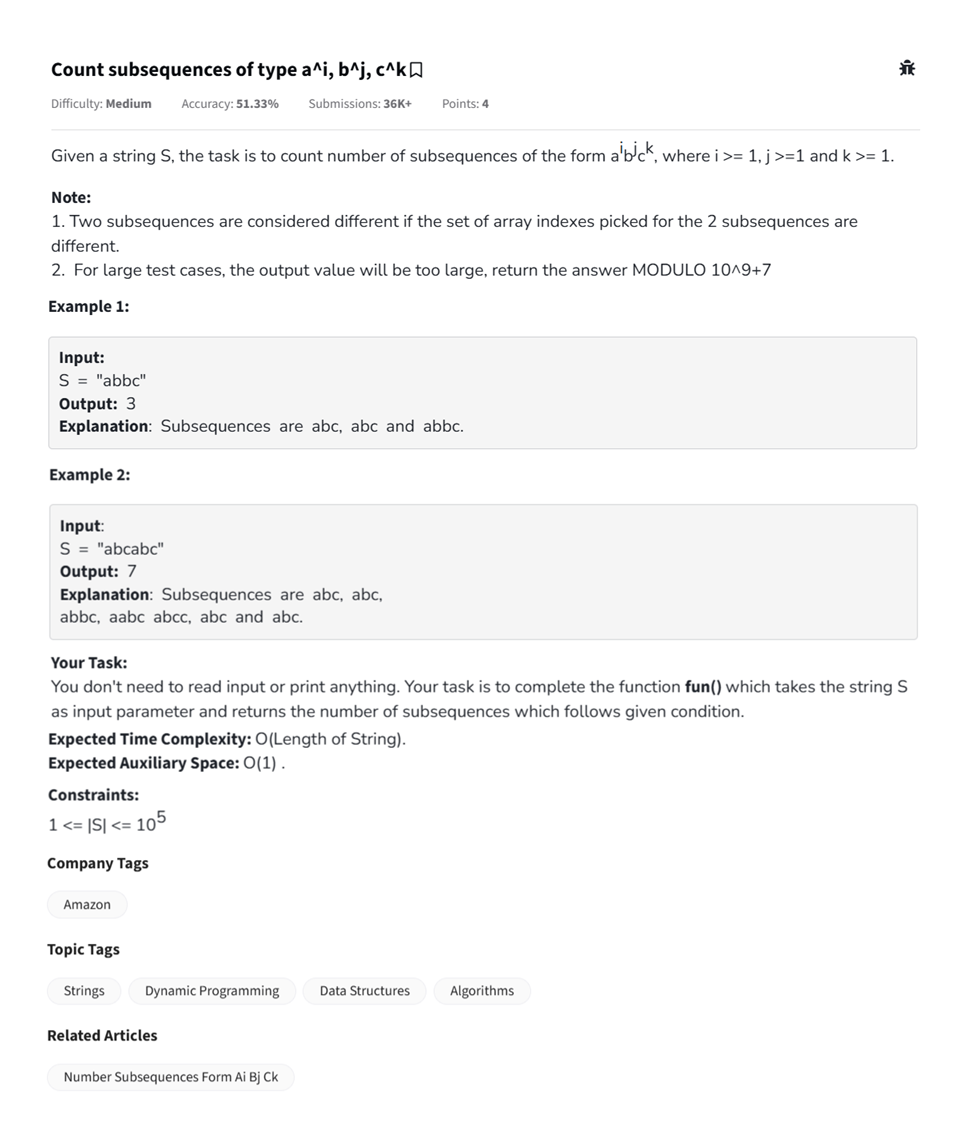 Count subsequences of type a^i, b^j, c^k
Difficulty: Medium Accuracy: 51.33% Submissions: 36K+ Points: 4
Given a string S, the task is to count number of subsequences of the form aⁱbʲcᵏ, where i >= 1, j >=1 and k >= 1.
Note:
1. Two subsequences are considered different if the set of array indexes picked for the 2 subsequences are
different.
2. For large test cases, the output value will be too large, return the answer MODULO 10^9+7
Example 1:
Input:
S = "abbc"
Output: 3
Explanation: Subsequences are abc, abc and abbc.
Example 2:
Input:
S = "abcabc"
Output: 7
Explanation: Subsequences are abc, abc,
abbc, aabc abcc, abc and abc.
Your Task:
You don't need to read input or print anything. Your task is to complete the function fun() which takes the string S
as input parameter and returns the number of subsequences which follows given condition.
Expected Time Complexity: O(Length of String).
Expected Auxiliary Space: O(1) .
Constraints:
1 <= |S| <= 10⁵
Company Tags
Amazon
Topic Tags
Strings Dynamic Programming Data Structures Algorithms
Related Articles
Number Subsequences Form Ai Bj Ck